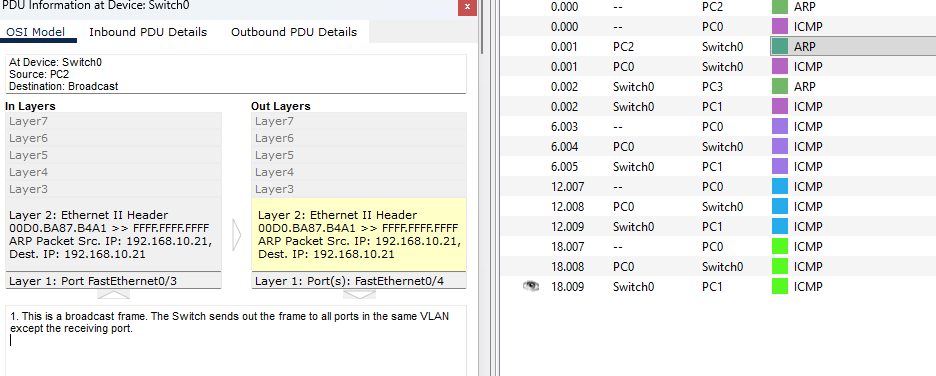 PDU Information at Device: Switch0
x
OSI Model Inbound PDU Details Outbound PDU Details
At Device: Switch0
Source: PC2
Destination: Broadcast
In Layers
Layer7
Layer6
Layer5
Layer4
Layer3
Layer 2: Ethernet II Header
00D0.BA87.B4A1 >> FFFF.FFFF.FFFF
ARP Packet Src. IP: 192.168.10.21,
Dest. IP: 192.168.10.21
Layer 1: Port FastEthernet0/3
Out Layers
Layer7
Layer6
Layer5
Layer4
Layer3
Layer 2: Ethernet II Header
00D0.BA87.B4A1 >> FFFF.FFFF.FFFF
ARP Packet Src. IP: 192.168.10.21,
Dest. IP: 192.168.10.21
Layer 1: Port(s): FastEthernet0/4
1. This is a broadcast frame. The Switch sends out the frame to all ports in the same VLAN
except the receiving port.
0.000 -- PC2 ARP
0.000 -- PC0 ICMP
0.001 PC2 Switch0 ARP
0.001 PC0 Switch0 ICMP
0.002 Switch0 PC3 ARP
0.002 Switch0 PC1 ICMP
6.003 -- PC0 ICMP
6.004 PC0 Switch0 ICMP
6.005 Switch0 PC1 ICMP
12.007 -- PC0 ICMP
12.008 PC0 Switch0 ICMP
12.009 Switch0 PC1 ICMP
18.007 -- PC0 ICMP
18.008 PC0 Switch0 ICMP
18.009 Switch0 PC1 ICMP